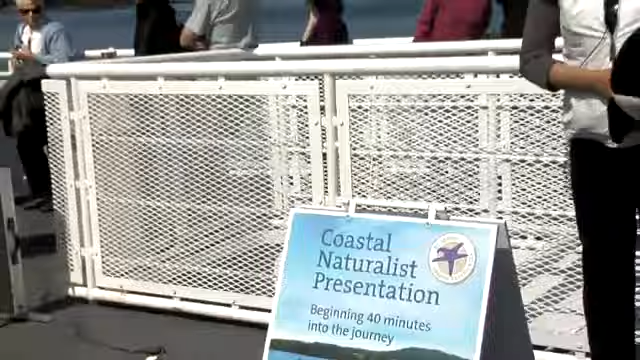 Coastal
Naturalist
Presentation
Beginning 40 minutes
into the journey